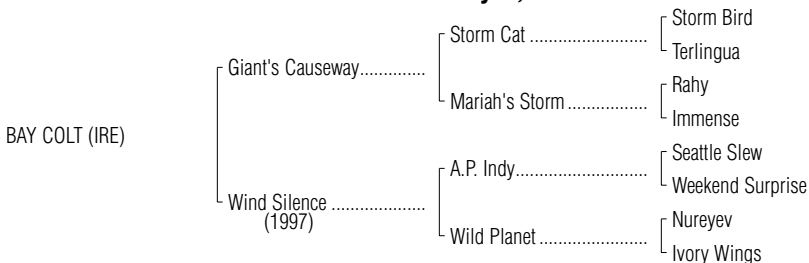 Storm Bird
Storm Cat ..........................
Terlingua
Giant's Causeway...............
Rahy
Mariah's Storm ..................
Immense
BAY COLT (IRE)
Seattle Slew
A.P. Indy.............................
Weekend Surprise
Wind Silence .....................
(1997)
Nureyev
Wild Planet ........................
Ivory Wings